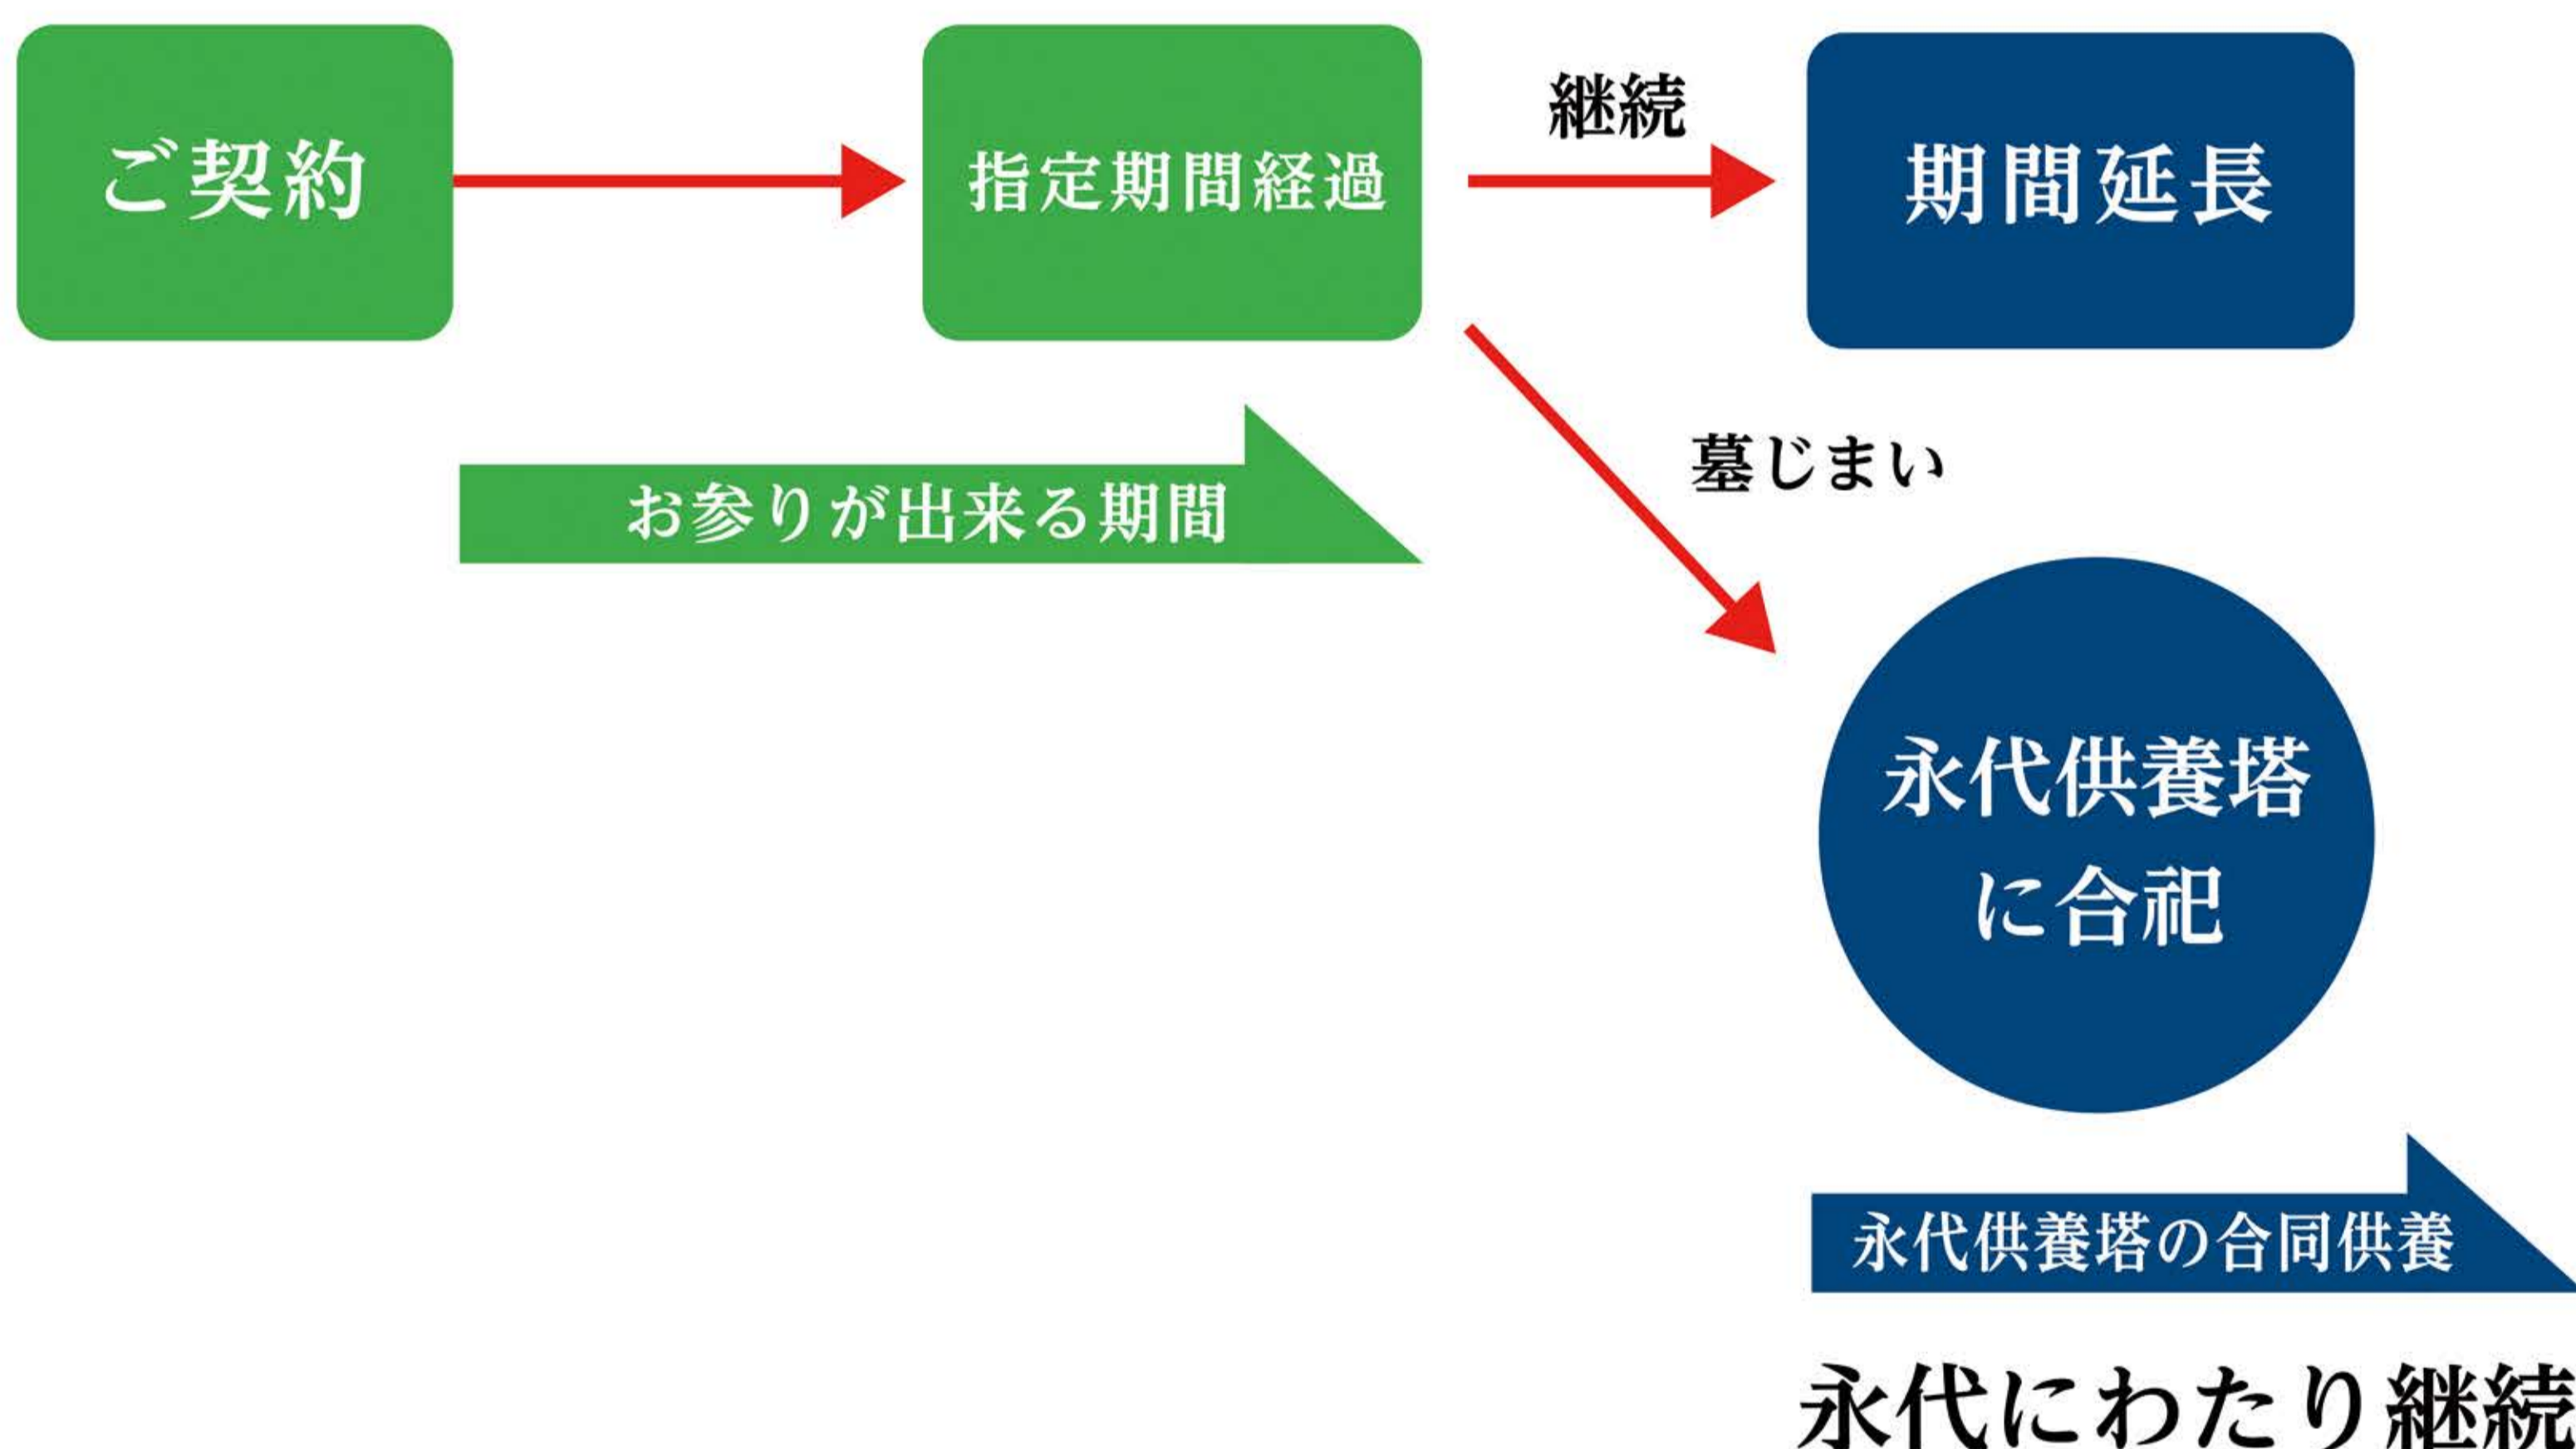 ご契約
指定期間経過
継続
期間延長
お参りが出来る期間
墓じまい
永代供養塔
に合祀
永代供養塔の合同供養
永代にわたり継続